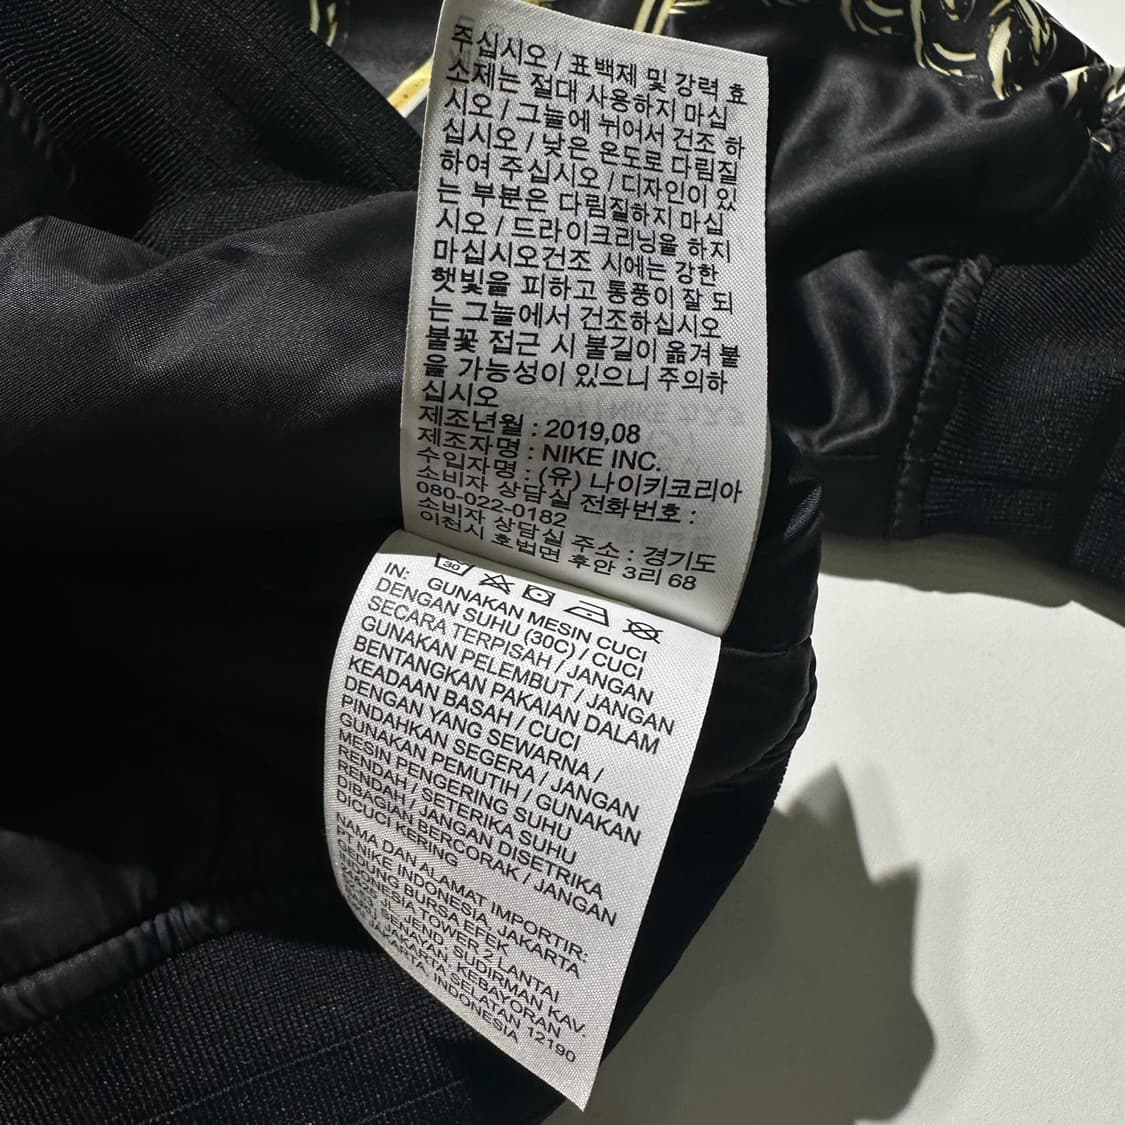 주십시오 / 표백제 및 강력 효
소제는 절대 사용하지 마십
시오 / 그늘에 뉘어서 건조 하
십시오 / 낮은 온도로 다림질
하여 주십시오 / 디자인이 있
는 부분은 다림질하지 마십
시오 / 드라이크리닝을 하지
마십시오건조 시에는 강한
햇빛을 피하고 통풍이 잘 되
는 그늘에서 건조하십시오
불꽃 접근 시 불길이 옮겨 붙
을 가능성이 있으니 주의하
십시오
제조년월 : 2019,08
제조자명 : NIKE INC.
수입자명 : (유) 나이키코리아
소비자 상담실 전화번호 :
080-022-0182
소비자 상담실 주소 : 경기도
이천시 호법면 후안 3리 68
30
IN: GUNAKAN MESIN CUCI
DENGAN SUHU (30C) / CUCI
SECARA TERPISAH / JANGAN
GUNAKAN PELEMBUT / JANGAN
BENTANGKAN PAKAIAN DALAM
KEADAAN BASAH / CUCI
DENGAN YANG SEWARNA /
PINDAHKAN SEGERA / JANGAN
GUNAKAN PEMUTIH / GUNAKAN
MESIN PENGERING SUHU
RENDAH / SETERIKA SUHU
RENDAH / JANGAN DISETRIKA
DIBAGIAN BERCORAK / JANGAN
DICUCI KERING
NAMA DAN ALAMAT IMPORTIR:
PT. NIKE INDONESIA, JAKARTA
GEDUNG BURSA EFEK
INDONESIA TOWER 2 LANTAI
JL. JEND. SUDIRMAN KAV.
SENAYAN, KEBAYORAN
JAKARTA SELATAN 12190
JAKARTA, INDONESIA